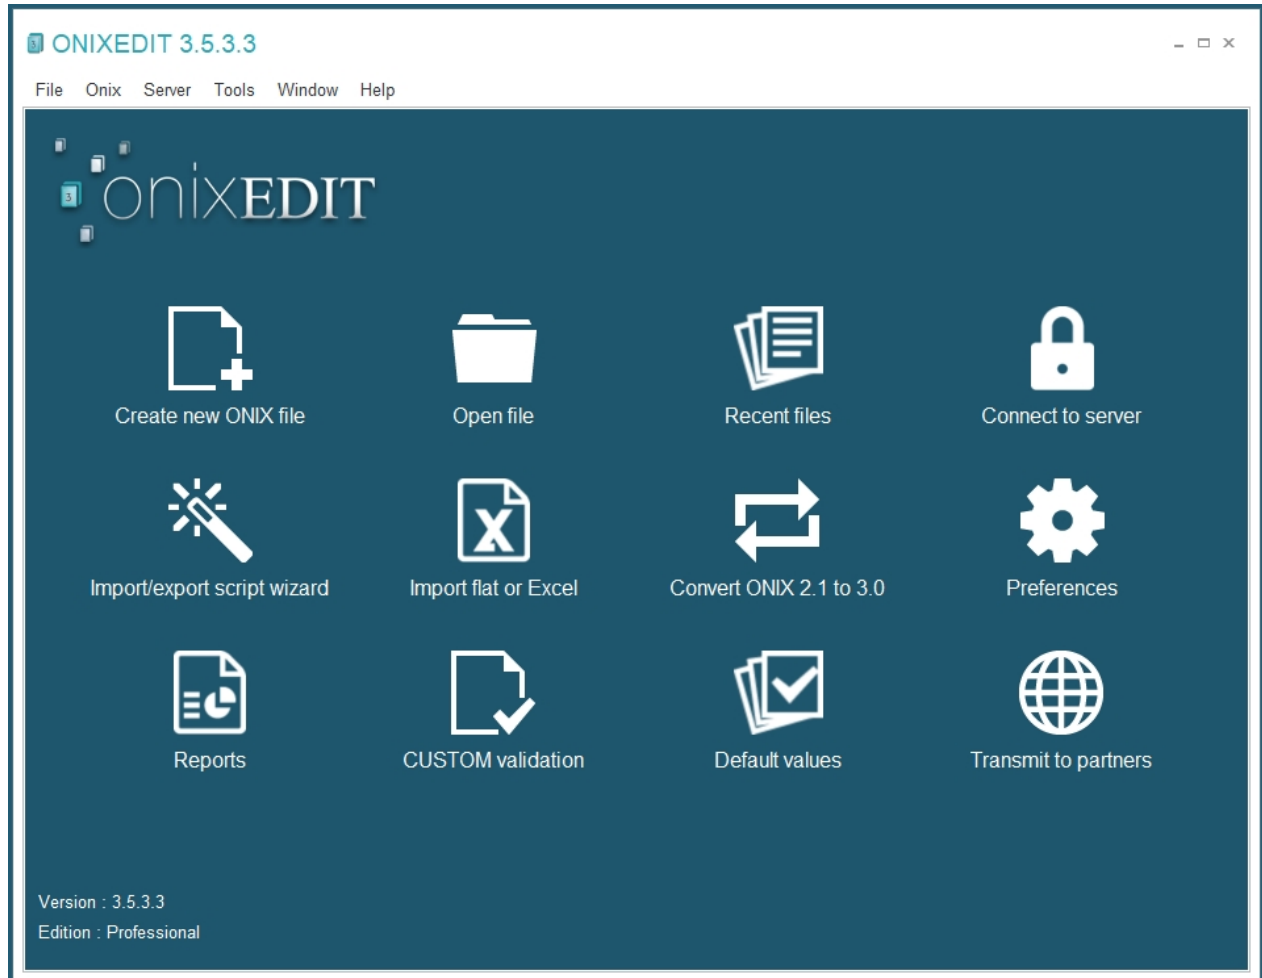 ONIXEDIT 3.5.3.3
File Onix Server Tools Window Help
3 onixEDIT
Create new ONIX file Open file Recent files Connect to server
Import/export script wizard Import flat or Excel Convert ONIX 2.1 to 3.0 Preferences
Reports CUSTOM validation Default values Transmit to partners
Version : 3.5.3.3
Edition : Professional